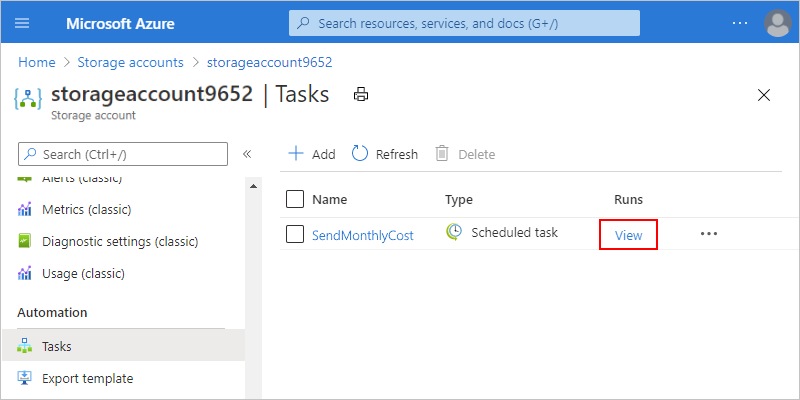 Microsoft Azure
Search resources, services, and docs (G+/)
Home > Storage accounts > storageaccount9652
storageaccount9652 | Tasks
Storage account
Search (Ctrl+/)
Add Refresh Delete
Alerts (classic)
Metrics (classic)
Diagnostic settings (classic)
Usage (classic)
Automation
Tasks
Export template
Name Type Runs
SendMonthlyCost Scheduled task View